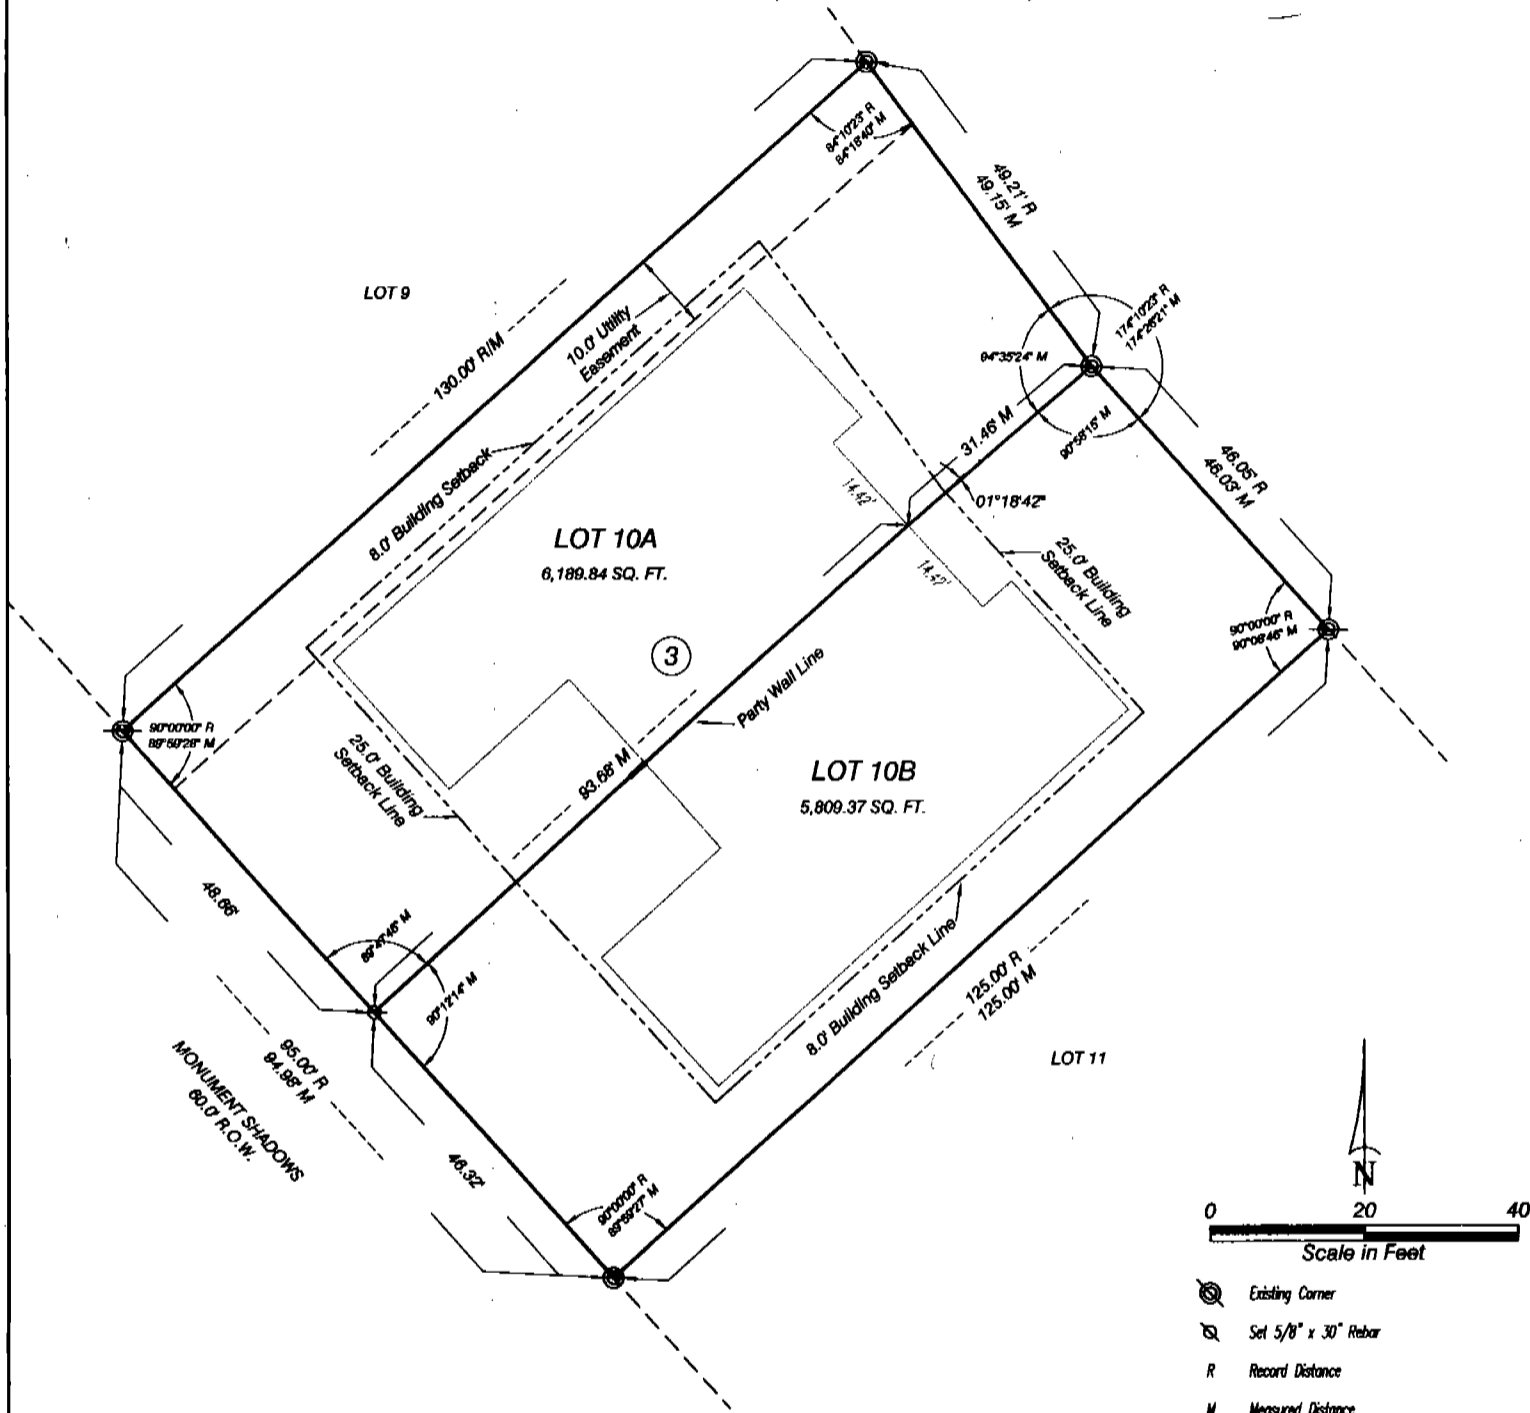 84°10'23" R
84°18'40" M
49.21' R
49.15' M
LOT 9
130.00' R/M
10.0' Utility
Easement
8.0' Building Setback
174°10'23" R
174°26'21" M
94°35'24" M
90°58'15" M
31.46' M
01°18'42"
46.05' R
46.03' M
14.42'
14.42'
25.0' Building
Setback Line
LOT 10A
6,189.84 SQ. FT.
90°00'00" R
90°08'46" M
3
Party Wall Line
90°00'00" R
89°59'28" M
25.0' Building
Setback Line
93.68' M
LOT 10B
5,809.37 SQ. FT.
48.66'
89°47'46" M
90°12'14" M
8.0' Building Setback Line
125.00' R
125.00' M
LOT 11
95.00' R
94.98' M
MONUMENT SHADOWS
60.0' R.O.W.
46.32'
90°00'00" R
89°59'27" M
N
0 20 40
Scale in Feet
Existing Corner
Set 5/8" x 30" Rebar
R Record Distance
M Measured Distance